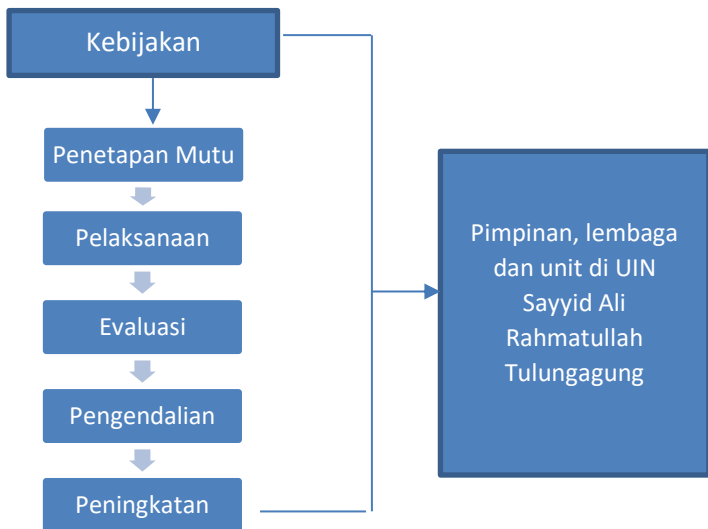 Kebijakan
Penetapan Mutu
Pelaksanaan
Evaluasi
Pengendalian
Peningkatan
Pimpinan, lembaga
dan unit di UIN
Sayyid Ali
Rahmatullah
Tulungagung